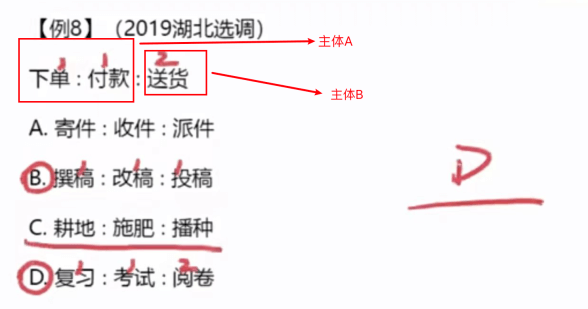 【例8】（2019湖北选调）
主体A
1 1 2
下单 : 付款 : 送货
主体B
A. 寄件 : 收件 : 派件
1 1 1
B. 撰稿 : 改稿 : 投稿
D
C. 耕地 : 施肥 : 播种
1 1 2
D. 复习 : 考试 : 阅卷